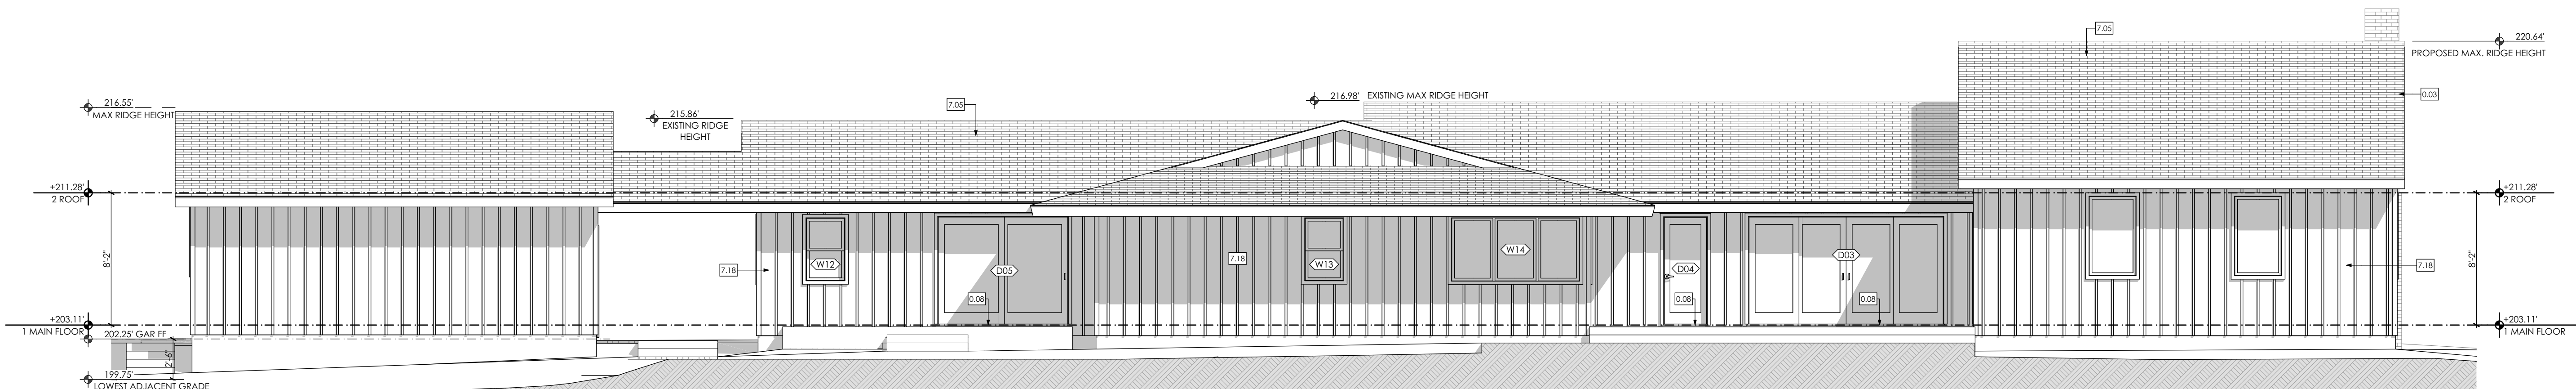 7.05
220.64'
PROPOSED MAX. RIDGE HEIGHT
216.55'
MAX RIDGE HEIGHT
215.86'
EXISTING RIDGE
HEIGHT
7.05
216.98' EXISTING MAX RIDGE HEIGHT
0.03
+211.28'
2 ROOF
+211.28'
2 ROOF
8'-2"
7.18
W12
D05
0.08
7.18
W13
W14
D04
0.08
D03
0.08
7.18
8'-2"
+203.11'
1 MAIN FLOOR
202.25' GAR FF
+203.11'
1 MAIN FLOOR
2'-6"
199.75'
LOWEST ADJACENT GRADE